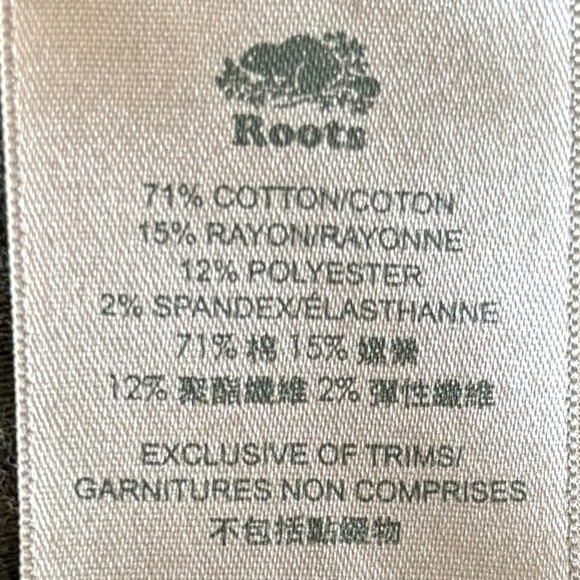 Roots
71% COTTON/COTON
15% RAYON/RAYONNE
12% POLYESTER
2% SPANDEX/ÉLASTHANNE
71% 棉 15% 嫘縈
12% 聚酯纖維 2% 彈性纖維
EXCLUSIVE OF TRIMS/
GARNITURES NON COMPRISES
不包括點綴物